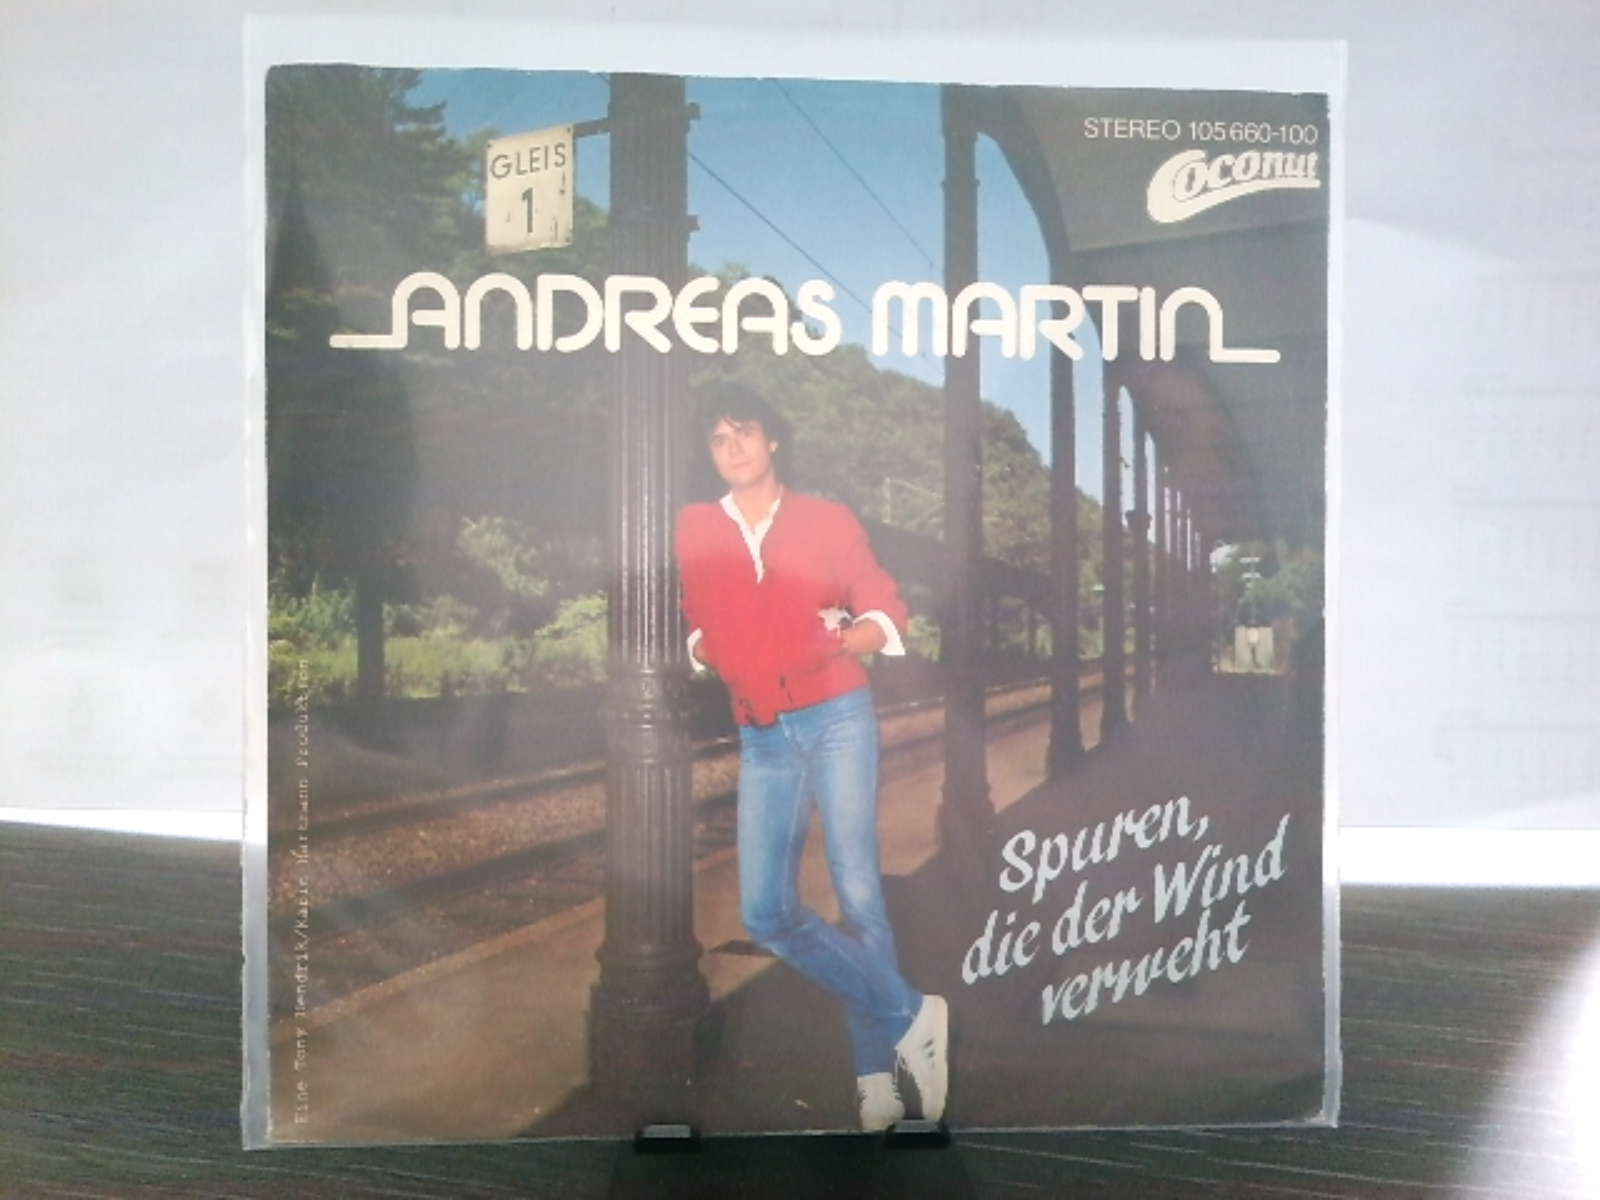 STEREO 105 660-100
Coconut
GLEIS
1
ANDREAS MARTIN
Spuren,
die der Wind
verweht
Eine Tony Hendrik/Karin Hartmann Produktion